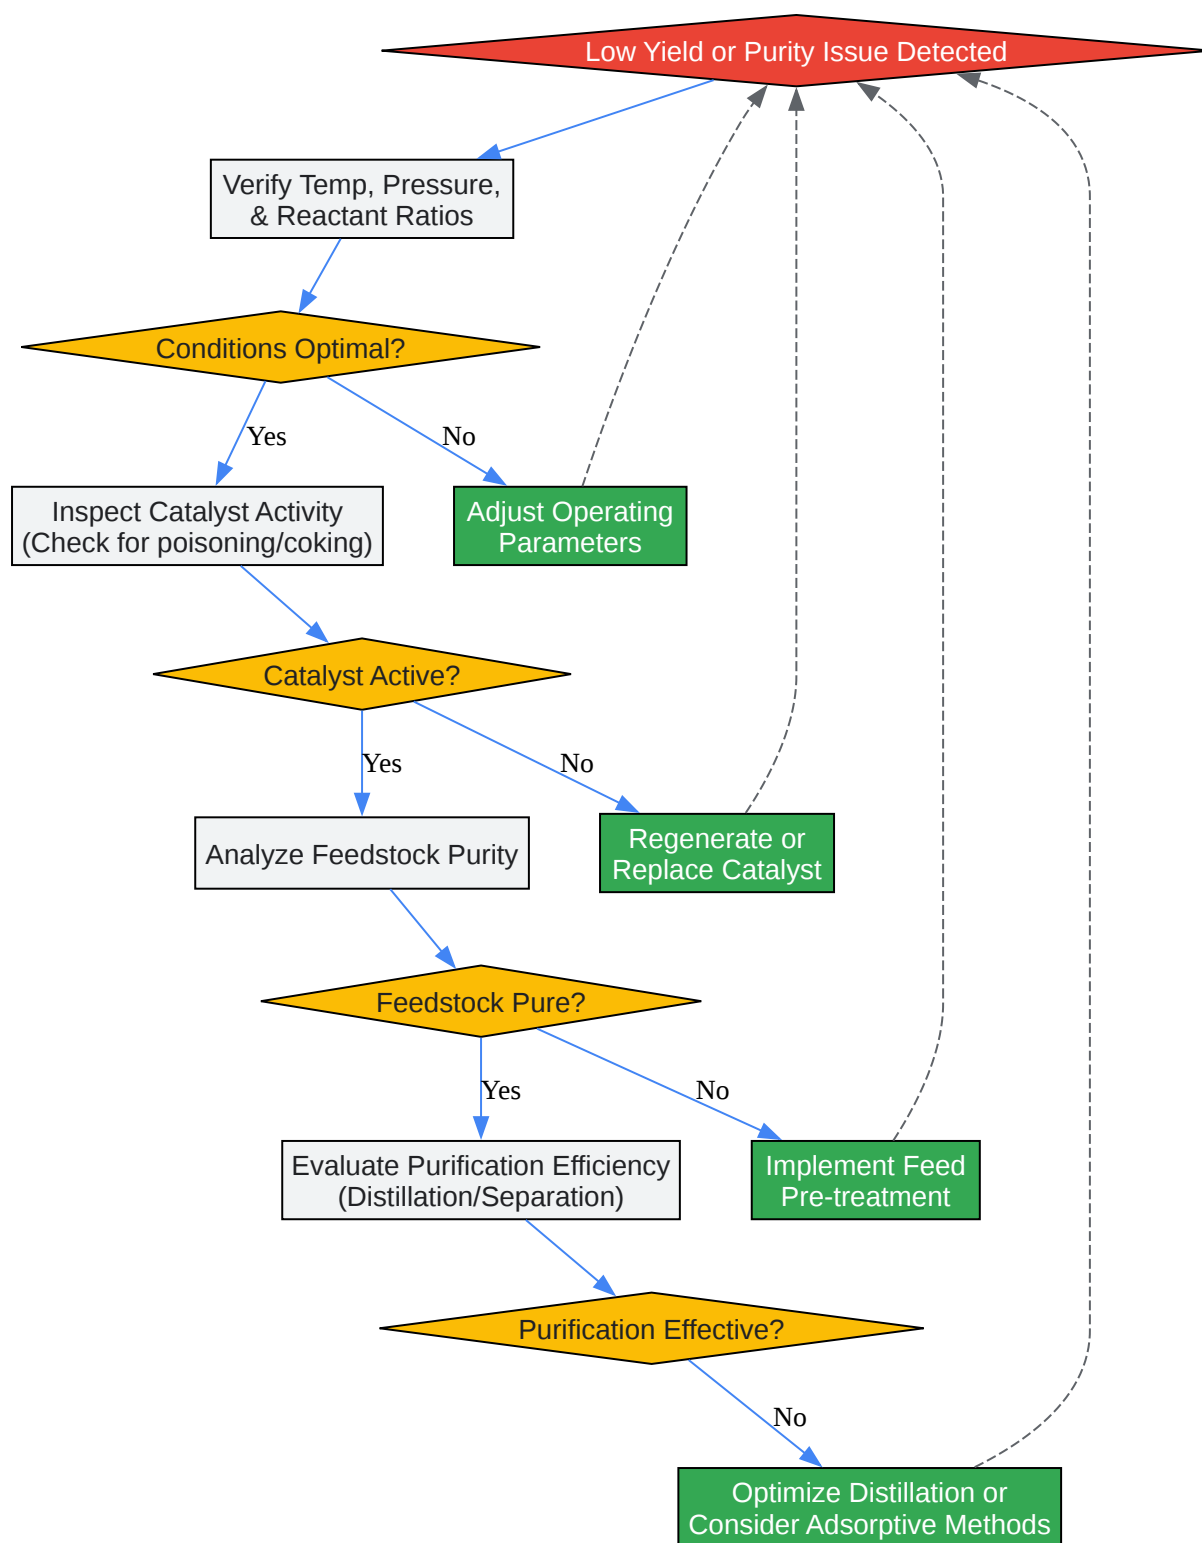 Low Yield or Purity Issue Detected
Verify Temp, Pressure,
& Reactant Ratios
Conditions Optimal?
Yes
No
Inspect Catalyst Activity
(Check for poisoning/coking)
Adjust Operating
Parameters
Catalyst Active?
Yes
No
Analyze Feedstock Purity
Regenerate or
Replace Catalyst
Feedstock Pure?
Yes
No
Evaluate Purification Efficiency
(Distillation/Separation)
Implement Feed
Pre-treatment
Purification Effective?
No
Optimize Distillation or
Consider Adsorptive Methods